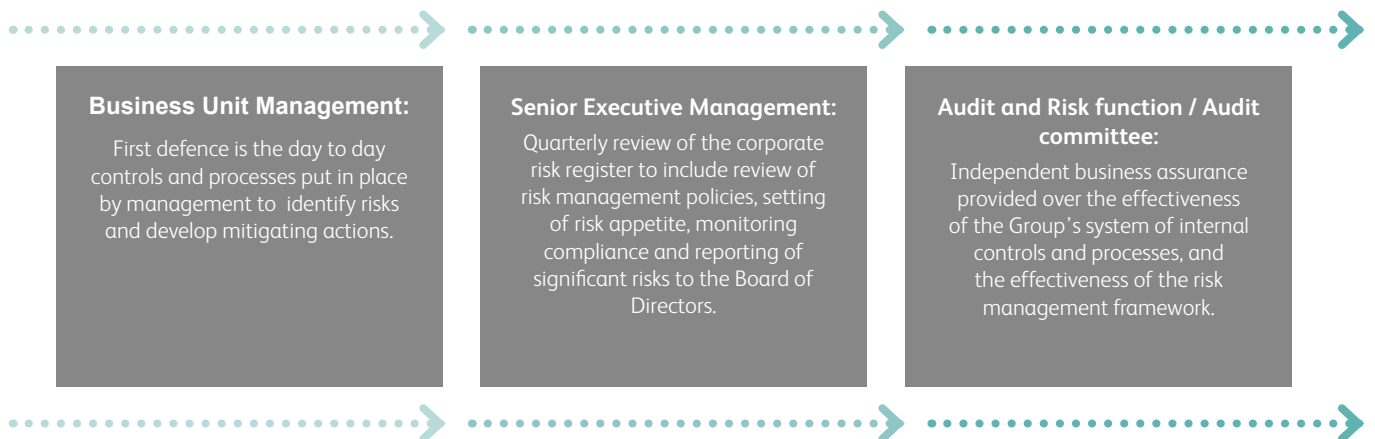 Business Unit Management:
First defence is the day to day
controls and processes put in place
by management to  identify risks
and develop mitigating actions.
Senior Executive Management:
Quarterly review of the corporate
risk register to include review of
risk management policies, setting
of risk appetite, monitoring
compliance and reporting of
significant risks to the Board of
Directors.
Audit and Risk function / Audit
committee:
Independent business assurance
provided over the effectiveness
of the Group's system of internal
controls and processes, and
the effectiveness of the risk
management framework.